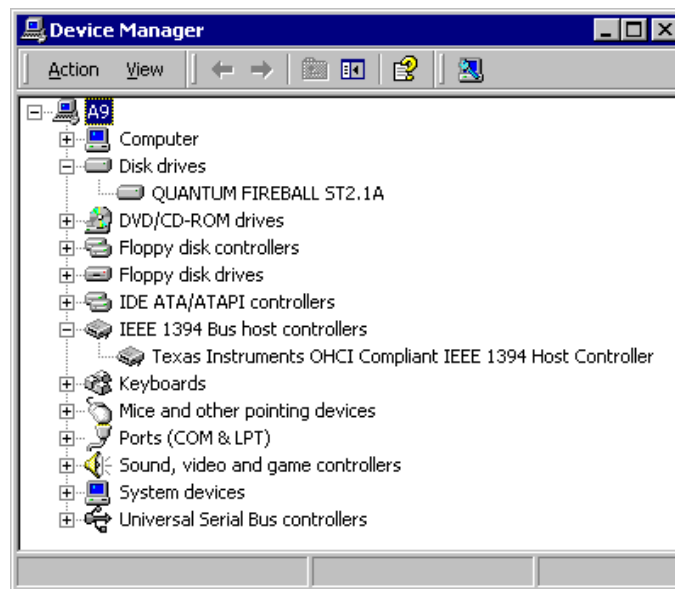 Device Manager
Action View
A9
Computer
Disk drives
QUANTUM FIREBALL ST2.1A
DVD/CD-ROM drives
Floppy disk controllers
Floppy disk drives
IDE ATA/ATAPI controllers
IEEE 1394 Bus host controllers
Texas Instruments OHCI Compliant IEEE 1394 Host Controller
Keyboards
Mice and other pointing devices
Ports (COM & LPT)
Sound, video and game controllers
System devices
Universal Serial Bus controllers